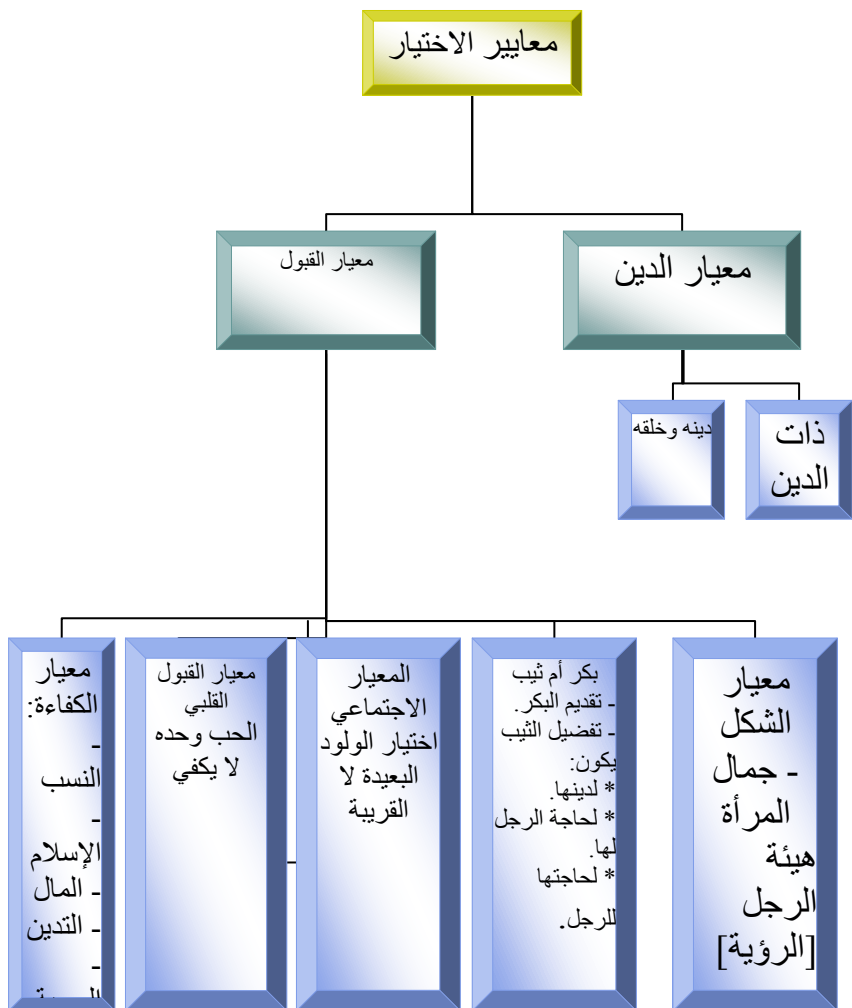 معايير الاختيار
معيار الدين
معيار القبول
ذات
الدين
دينه وخلقه
معيار
الشكل
- جمال
المرأة
هيئة
الرجل
[الرؤية]
بكر أم ثيب
- تقديم البكر.
- تفضيل الثيب
يكون:
* لدينها.
* لحاجة الرجل
لها.
* لحاجتها
للرجل.
المعيار
الاجتماعي
اختيار الولود
البعيدة لا
القريبة
معيار القبول
القلبي
الحب وحده
لا يكفي
معيار
الكفاءة:
-
النسب
-
الإسلام
- المال
- التدين
-